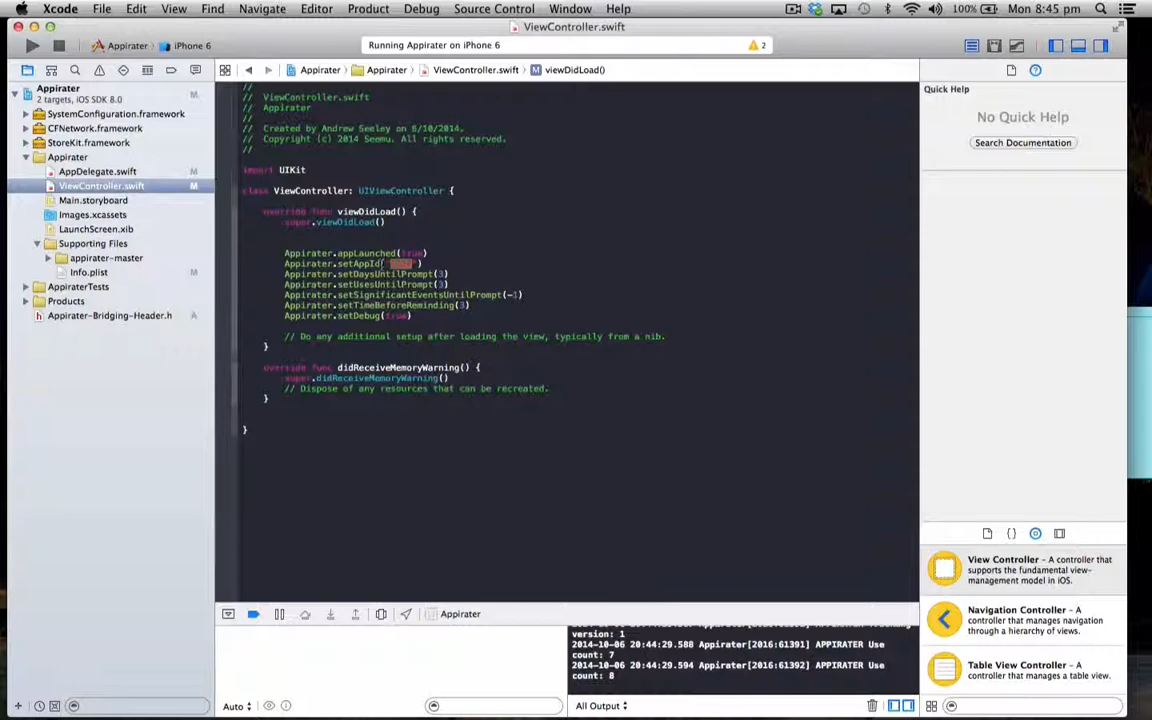 Xcode File Edit View Find Navigate Editor Product Debug Source Control Window Help 100% Mon 8:45 pm
ViewController.swift
Appirater iPhone 6 Running Appirater on iPhone 6 2
Appirater Appirater ViewController.swift M viewDidLoad()
Appirater M
2 targets, iOS SDK 8.0
SystemConfiguration.framework
CFNetwork.framework
StoreKit.framework
Appirater
AppDelegate.swift M
ViewController.swift M
Main.storyboard
Images.xcassets
LaunchScreen.xib
Supporting Files
appirater-master
Info.plist M
AppiraterTests
Products
Appirater-Bridging-Header.h A
//
// ViewController.swift
// Appirater
//
// Created by Andrew Seeley on 6/10/2014.
// Copyright (c) 2014 Seemu. All rights reserved.
//
import UIKit
class ViewController: UIViewController {
override func viewDidLoad() {
super.viewDidLoad()
Appirater.appLaunched(true)
Appirater.setAppId(
Appirater.setDaysUntilPrompt(3)
Appirater.setUsesUntilPrompt(3)
Appirater.setSignificantEventsUntilPrompt(-1)
Appirater.setTimeBeforeReminding(3)
Appirater.setDebug(true)
// Do any additional setup after loading the view, typically from a nib.
}
override func didReceiveMemoryWarning() {
super.didReceiveMemoryWarning()
// Dispose of any resources that can be recreated.
}
}
Quick Help
No Quick Help
Search Documentation
View Controller - A controller that
supports the fundamental view-
management model in iOS.
Navigation Controller - A
controller that manages navigation
through a hierarchy of views.
Table View Controller - A
controller that manages a table view.
Appirater
version: 1
2014-10-06 20:44:29.588 Appirater[2016:61391] APPIRATER Use
count: 7
2014-10-06 20:44:29.594 Appirater[2016:61392] APPIRATER Use
count: 8
Auto
All Output